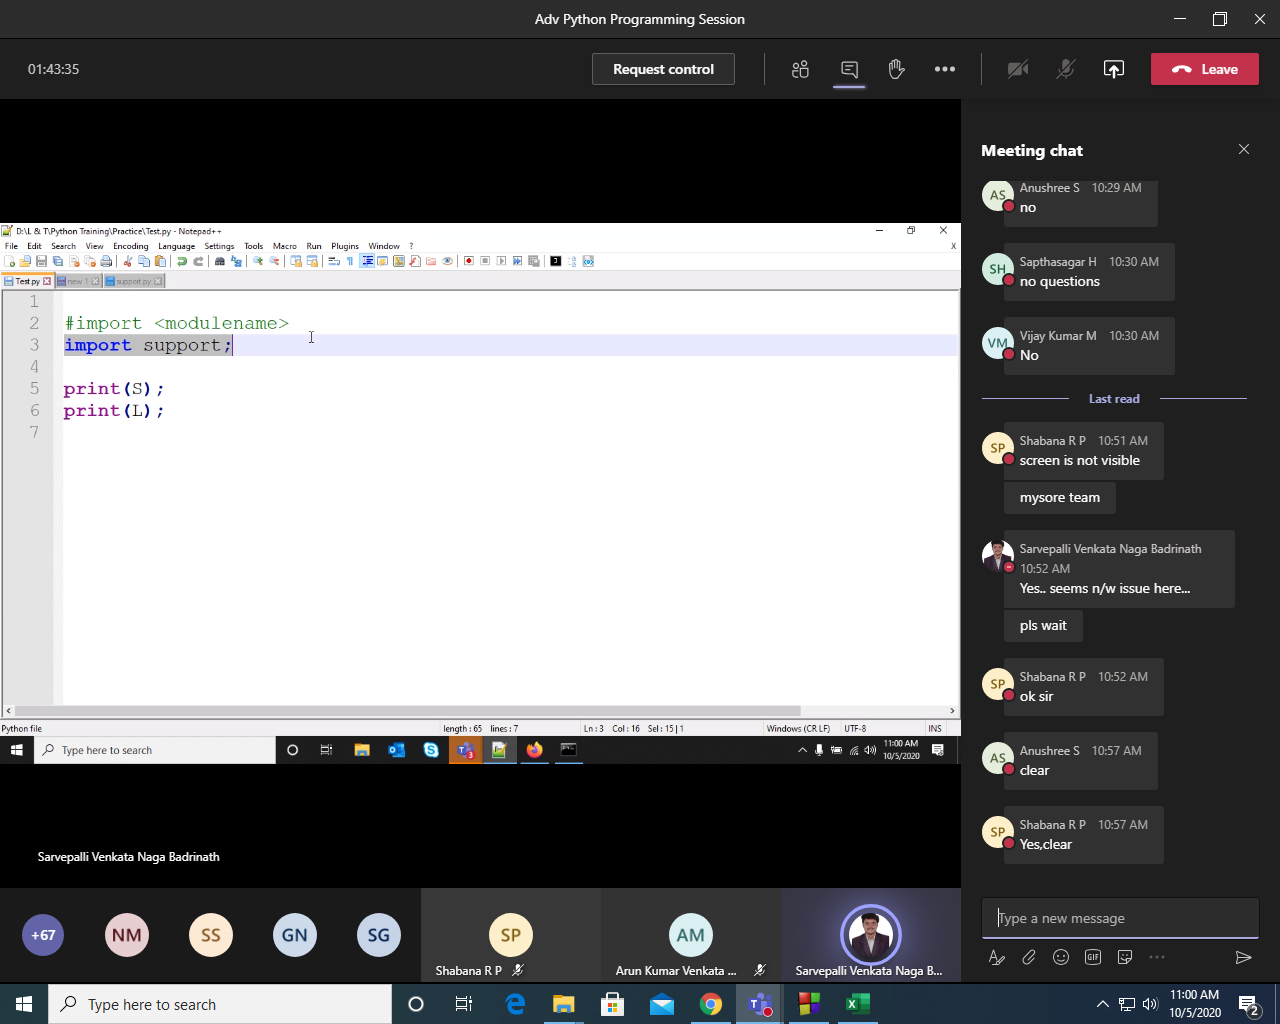 Adv Python Programming Session
01:43:35
Request control
Leave
Meeting chat
Anushree S 10:29 AM
AS
no
Sapthasagar H 10:30 AM
SH
no questions
Vijay Kumar M 10:30 AM
VM
No
Last read
Shabana R P 10:51 AM
SP
screen is not visible
mysore team
Sarvepalli Venkata Naga Badrinath
10:52 AM
Yes.. seems n/w issue here...
pls wait
Shabana R P 10:52 AM
SP
ok sir
Anushree S 10:57 AM
AS
clear
Shabana R P 10:57 AM
SP
Yes,clear
Type a new message
GIF
D:\L & T\Python Training\Practice\Test.py - Notepad++
File Edit Search View Encoding Language Settings Tools Macro Run Plugins Window ?
X
Test.py new 1 support.py
1
2 #import <modulename>
3 import support;
4
5 print(S);
6 print(L);
7
Python file length : 65 lines : 7 Ln : 3 Col : 16 Sel : 15 | 1 Windows (CR LF) UTF-8 INS
Type here to search
3
11:00 AM
10/5/2020
Sarvepalli Venkata Naga Badrinath
+67 NM SS GN SG SP AM
Shabana R P Arun Kumar Venkata ... Sarvepalli Venkata Naga B...
Type here to search
11:00 AM
10/5/2020
2